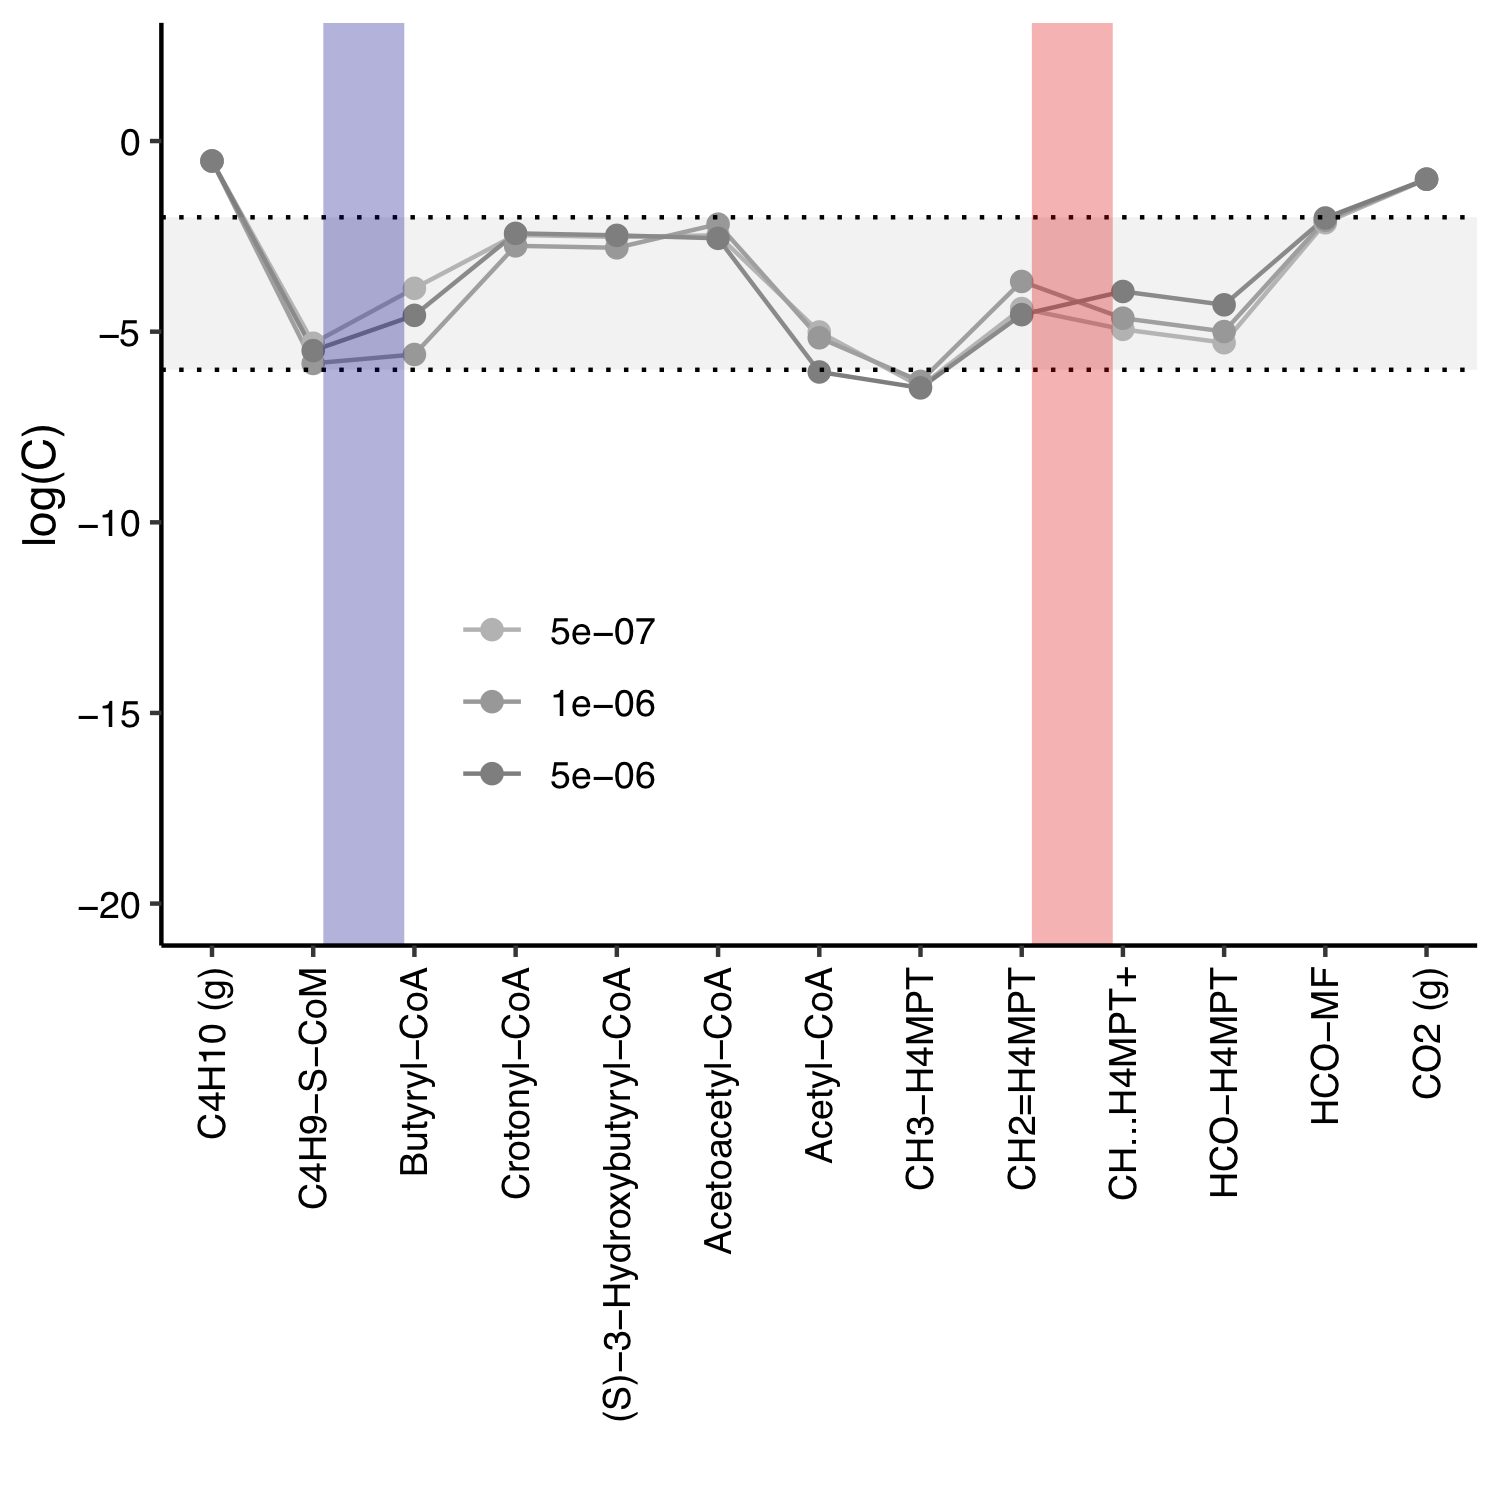 log(C)
0
−5
−10
−15
−20
5e−07
1e−06
5e−06
C4H10 (g)
C4H9−S−CoM
Butyryl−CoA
Crotonyl−CoA
(S)−3−Hydroxybutyryl−CoA
Acetoacetyl−CoA
Acetyl−CoA
CH3−H4MPT
CH2=H4MPT
CH...H4MPT+
HCO−H4MPT
HCO−MF
CO2 (g)